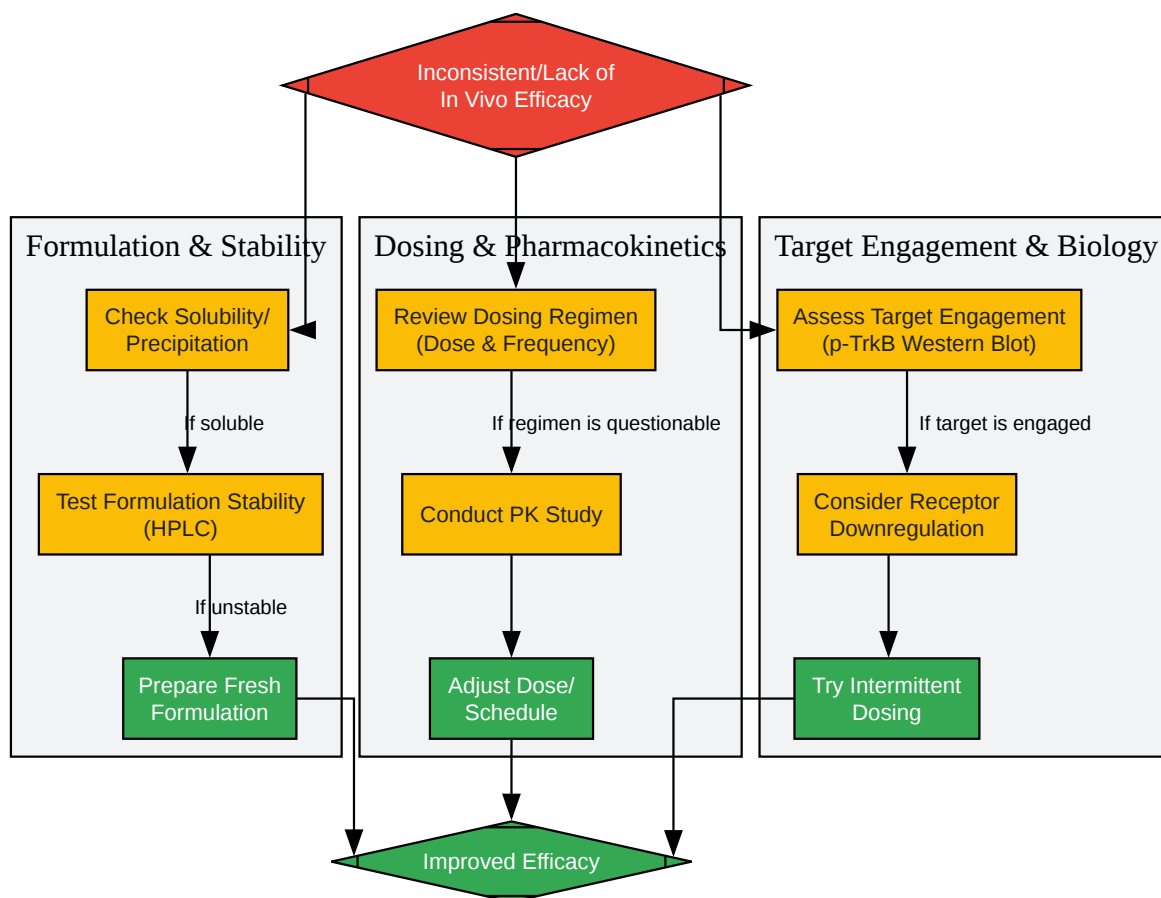 Inconsistent/Lack of
In Vivo Efficacy
Formulation & Stability
Check Solubility/
Precipitation
If soluble
Test Formulation Stability
(HPLC)
If unstable
Prepare Fresh
Formulation
Dosing & Pharmacokinetics
Review Dosing Regimen
(Dose & Frequency)
If regimen is questionable
Conduct PK Study
Adjust Dose/
Schedule
Target Engagement & Biology
Assess Target Engagement
(p-TrkB Western Blot)
If target is engaged
Consider Receptor
Downregulation
Try Intermittent
Dosing
Improved Efficacy